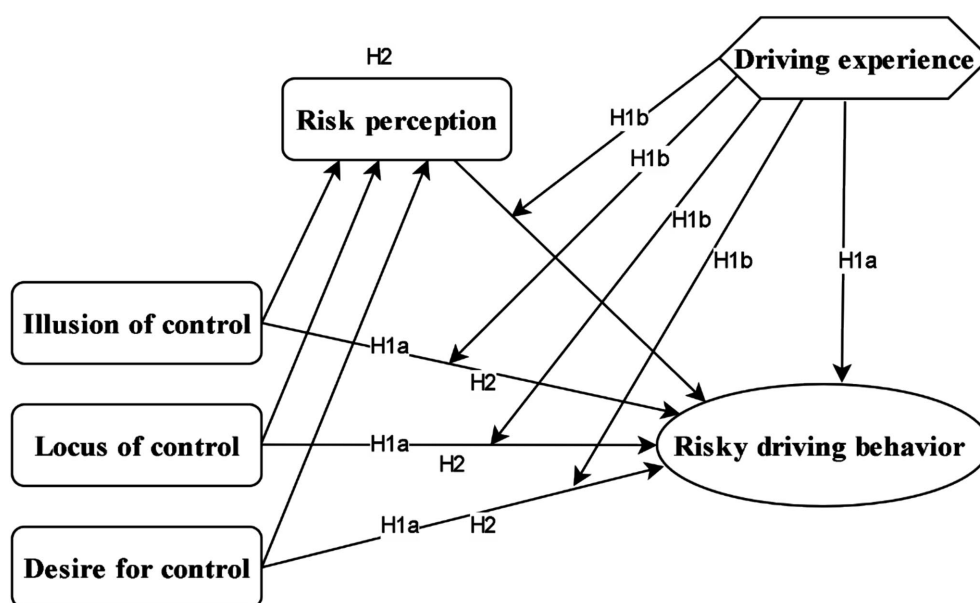 H2
Driving experience
Risk perception
H1b
H1b
H1b
H1b
H1a
Illusion of control
H1a
H2
Locus of control
H1a
H2
Risky driving behavior
Desire for control
H1a
H2